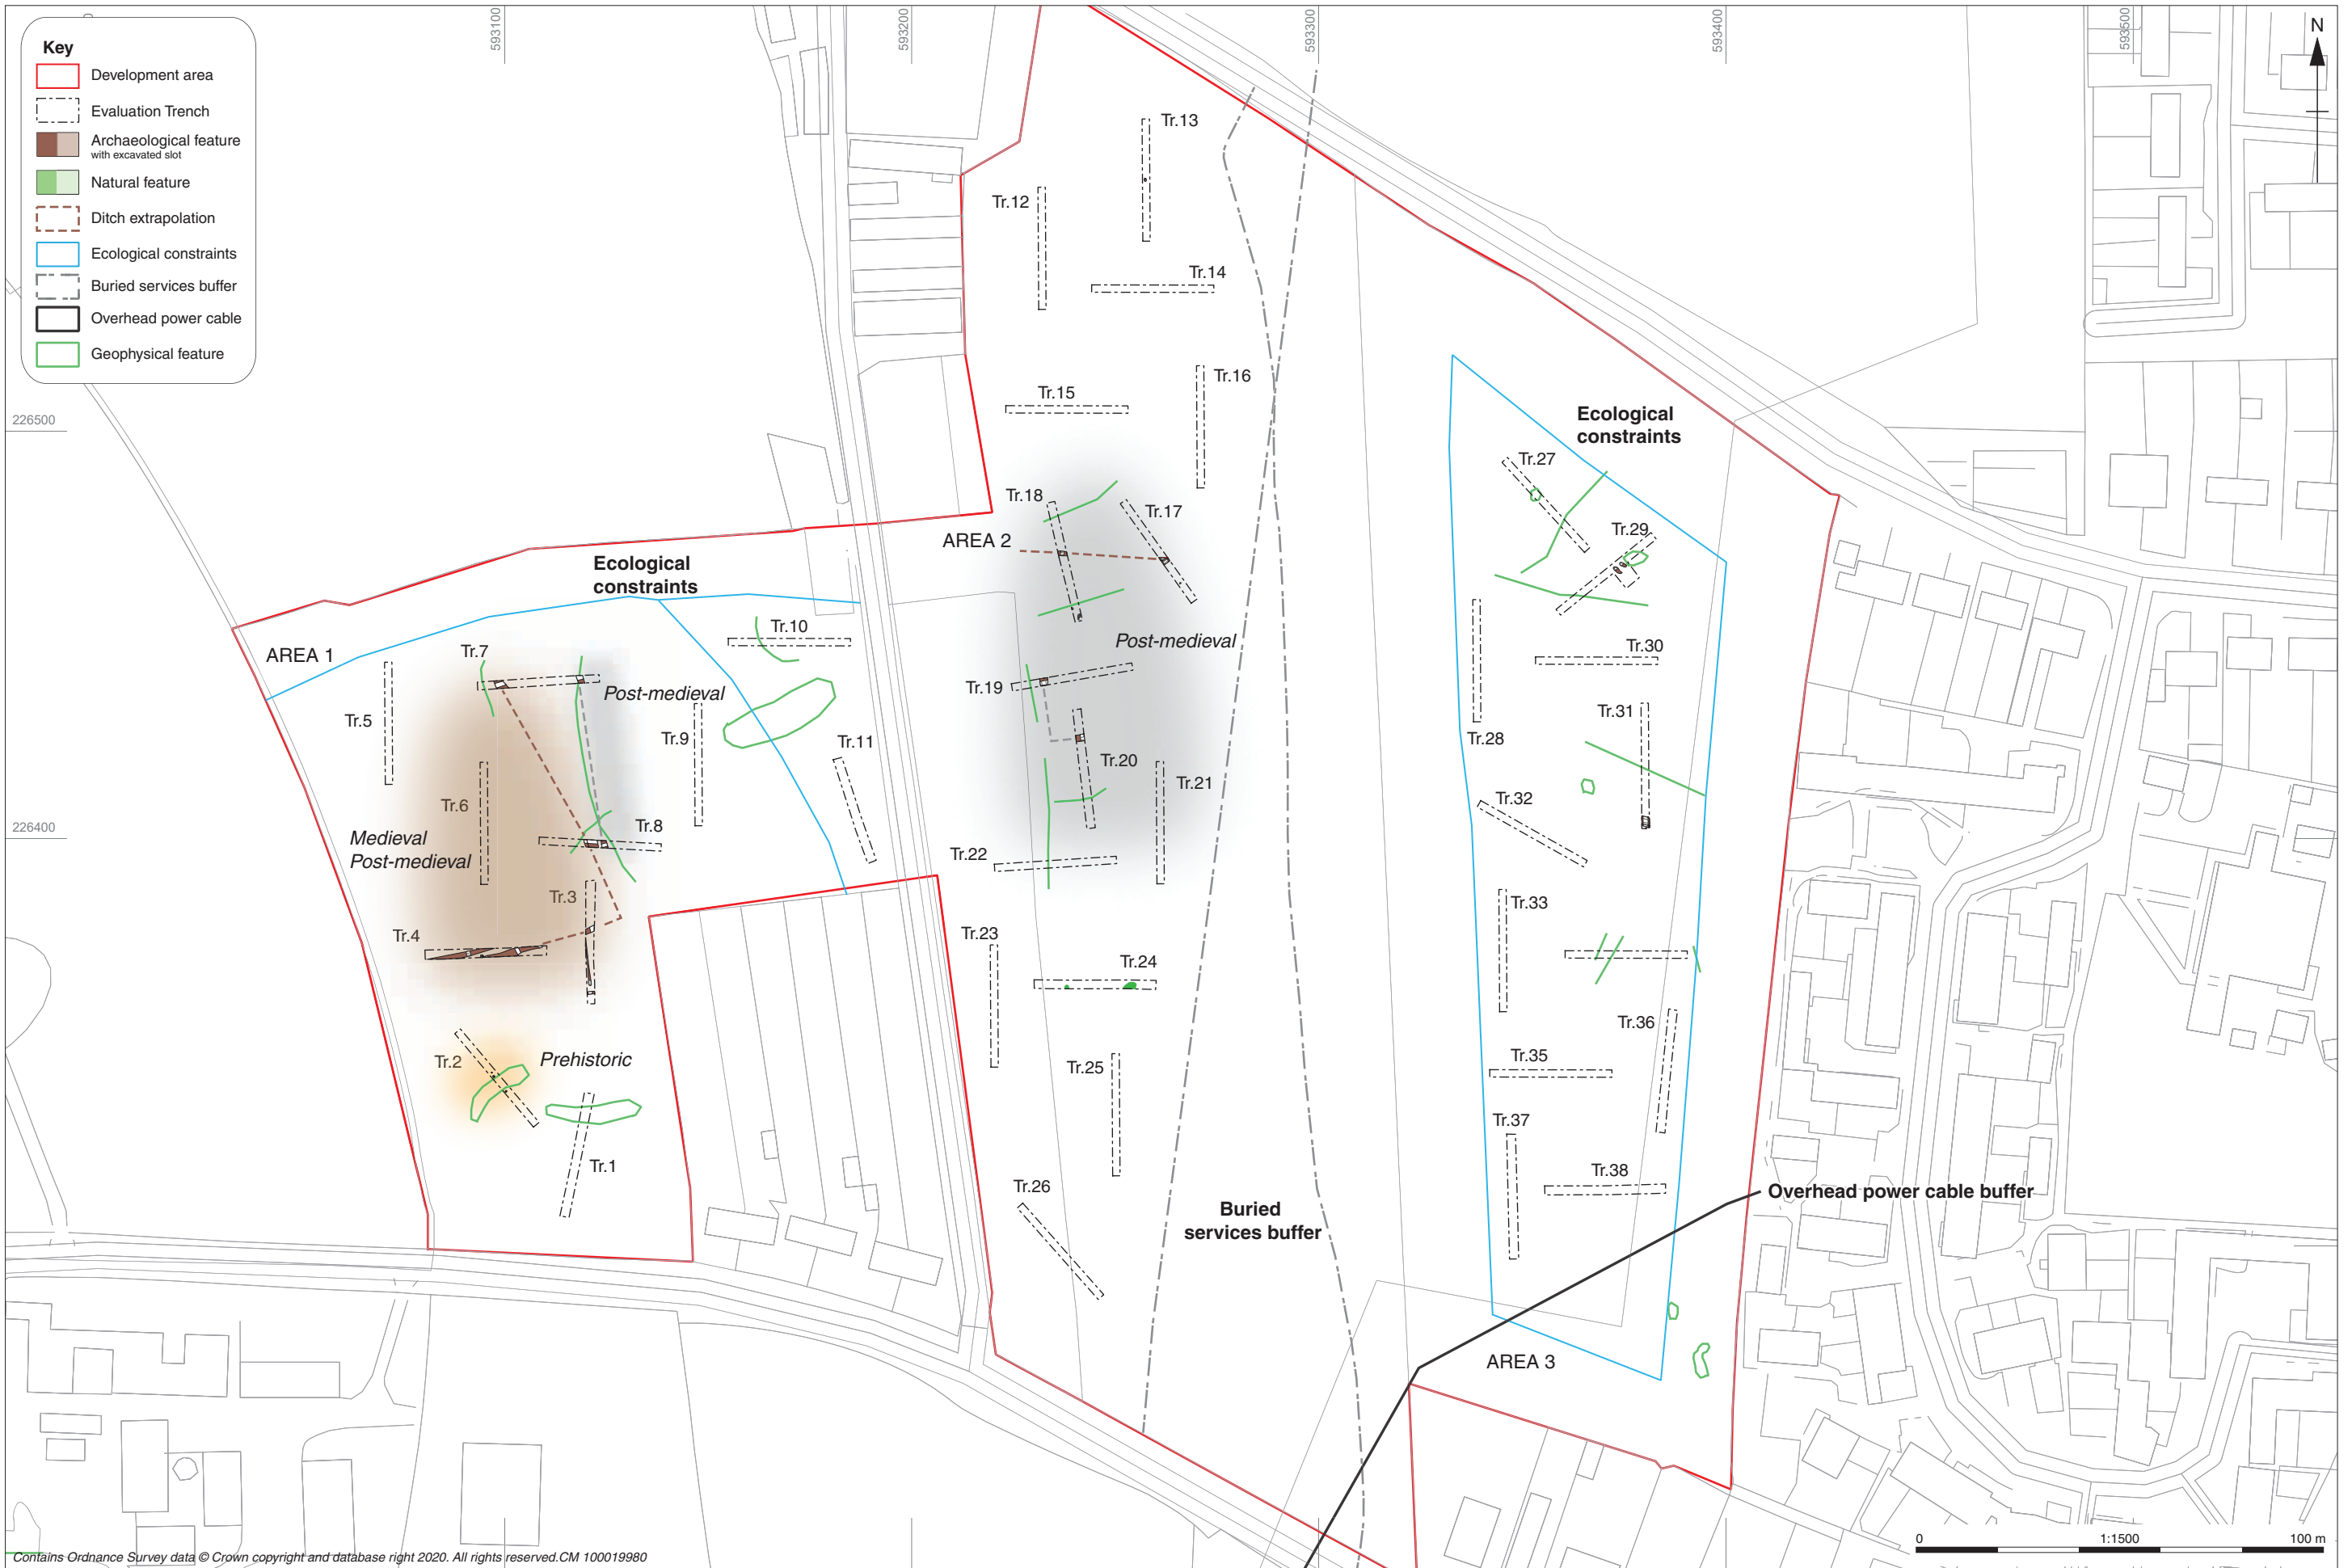 Key
Development area
Evaluation Trench
Archaeological feature
with excavated slot
Natural feature
Ditch extrapolation
Ecological constraints
Buried services buffer
Overhead power cable
Geophysical feature
593100
593200
593300
593400
593500
N
226500
226400
Tr.13
Tr.12
Tr.14
Tr.15
Tr.16
Ecological
constraints
Tr.27
Tr.18
Tr.17
Tr.29
AREA 2
Ecological
constraints
Tr.10
Post-medieval
Tr.30
AREA 1
Tr.7
Tr.19
Post-medieval
Tr.5
Tr.9
Tr.11
Tr.31
Tr.28
Tr.20
Tr.21
Tr.6
Tr.32
Tr.8
Medieval
Post-medieval
Tr.22
Tr.3
Tr.33
Tr.4
Tr.23
Tr.24
Tr.36
Tr.2
Prehistoric
Tr.25
Tr.35
Tr.37
Tr.1
Tr.38
Tr.26
Overhead power cable buffer
Buried
services buffer
AREA 3
0
1:1500
100 m
Contains Ordnance Survey data © Crown copyright and database right 2020. All rights reserved.CM 100019980